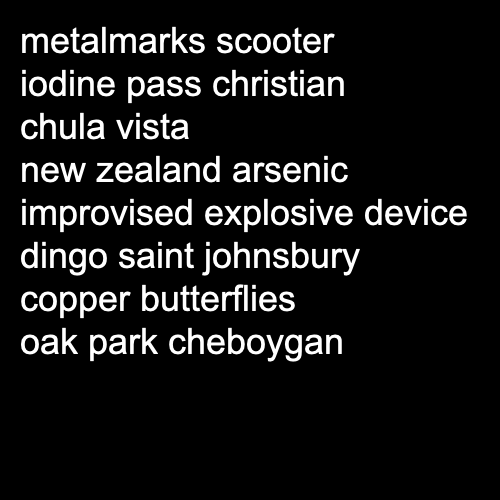 metalmarks scooter
iodine pass christian
chula vista
new zealand arsenic
improvised explosive device
dingo saint johnsbury
copper butterflies
oak park cheboygan